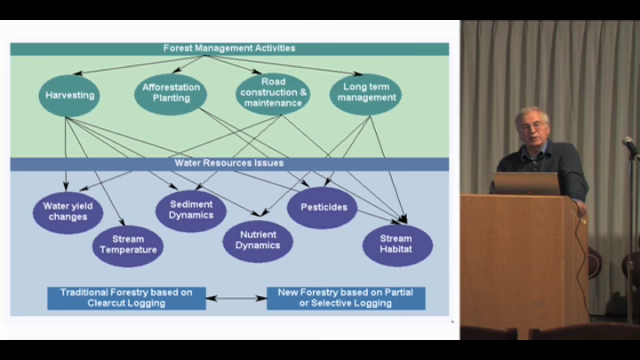 Forest Management Activities
Harvesting
Afforestation
Planting
Road
construction &
maintenance
Long term
management
Water Resources Issues
Water yield
changes
Stream
Temperature
Sediment
Dynamics
Nutrient
Dynamics
Pesticides
Stream
Habitat
Traditional Forestry based on
Clearcut Logging
New Forestry based on Partial
or Selective Logging